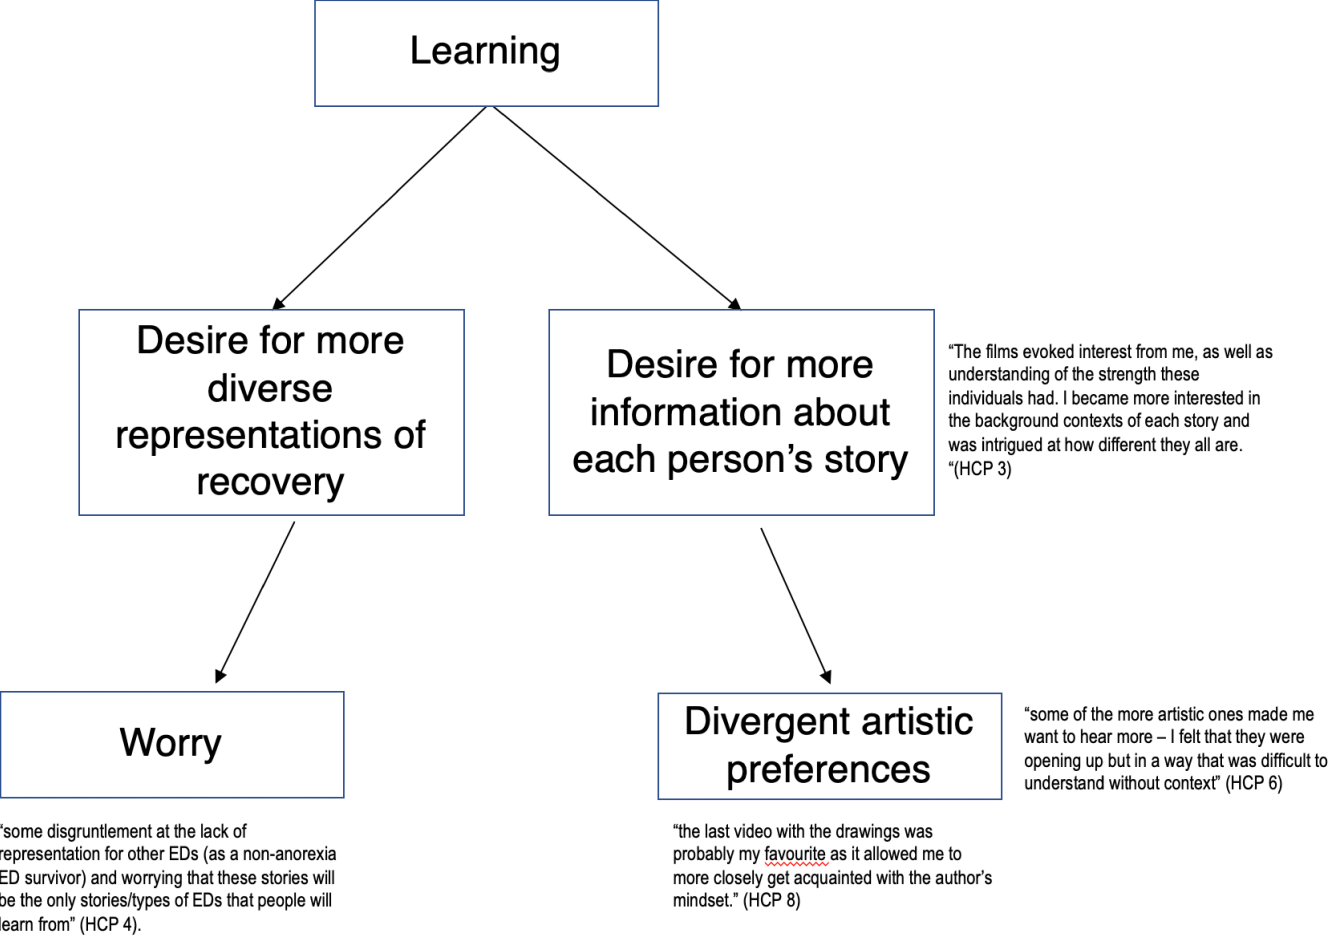 Learning
Desire for more
diverse
representations of
recovery
Desire for more
information about
each person’s story
“The films evoked interest from me, as well as
understanding of the strength these
individuals had. I became more interested in
the background contexts of each story and
was intrigued at how different they all are.
“(HCP 3)
Worry
Divergent artistic
preferences
“some of the more artistic ones made me
want to hear more – I felt that they were
opening up but in a way that was difficult to
understand without context” (HCP 6)
“some disgruntlement at the lack of
representation for other EDs (as a non-anorexia
ED survivor) and worrying that these stories will
be the only stories/types of EDs that people will
learn from” (HCP 4).
“the last video with the drawings was
probably my favourite as it allowed me to
more closely get acquainted with the author’s
mindset.” (HCP 8)